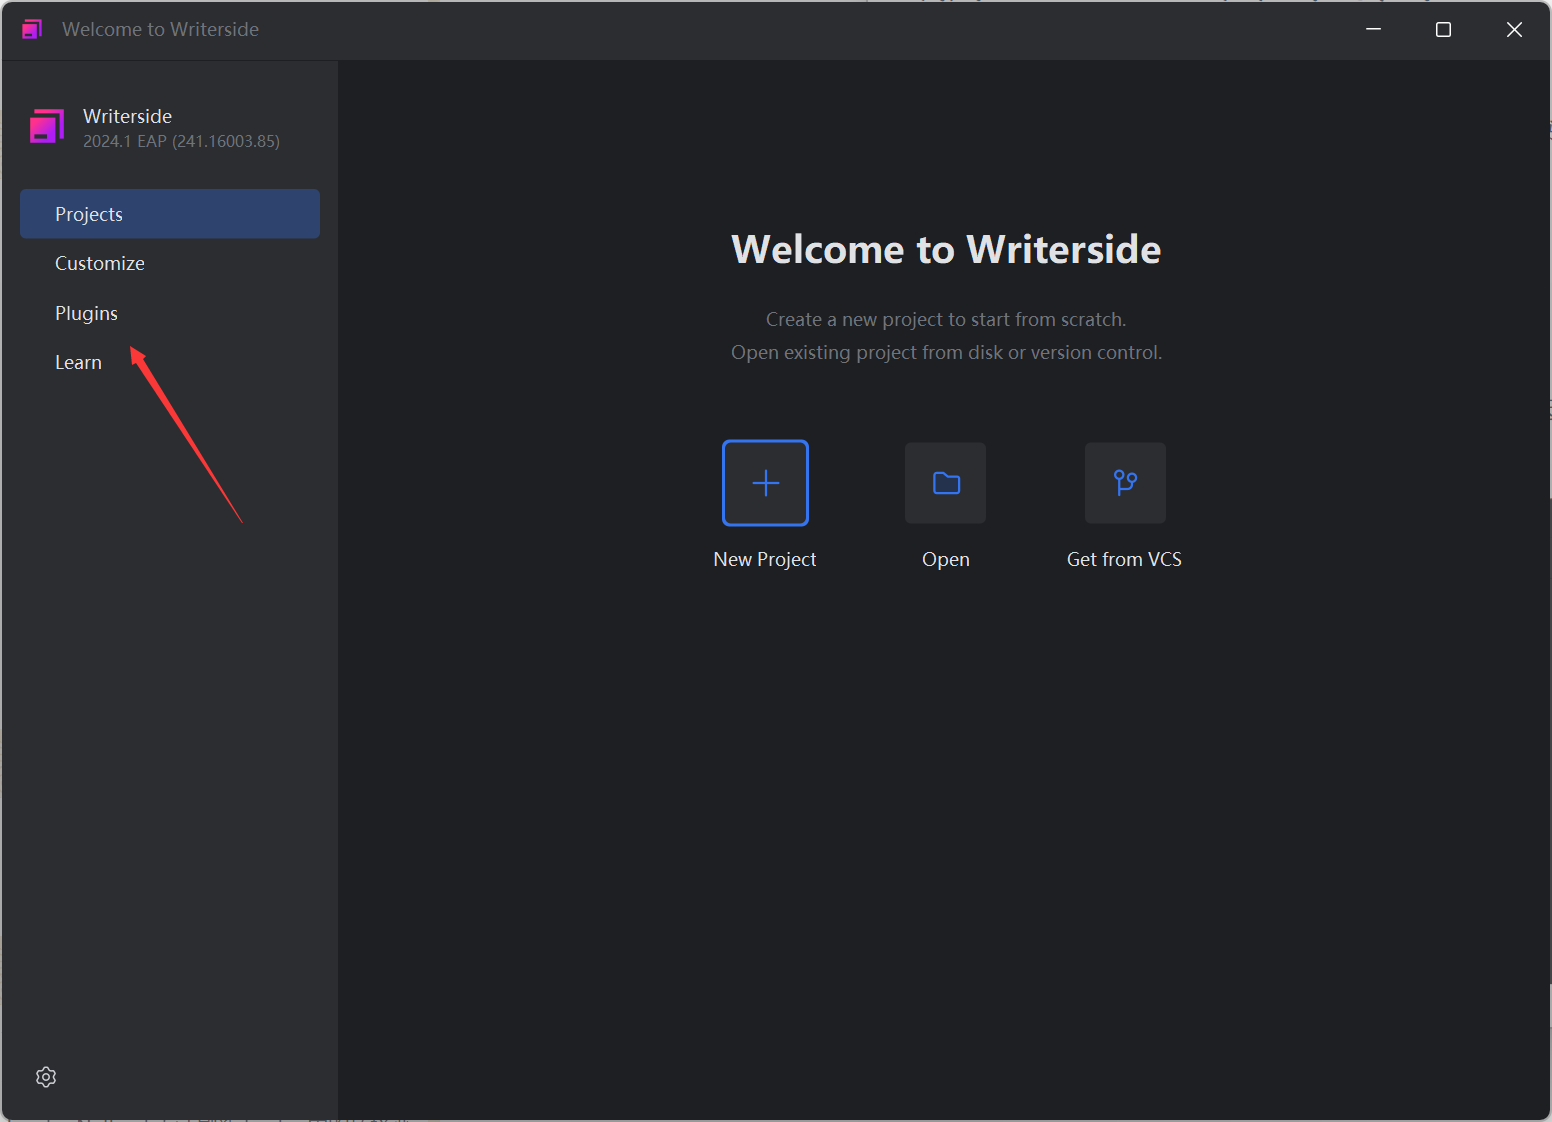 Welcome to Writerside
Writerside
2024.1 EAP (241.16003.85)
Projects
Customize
Plugins
Learn
Welcome to Writerside
Create a new project to start from scratch.
Open existing project from disk or version control.
New Project
Open
Get from VCS